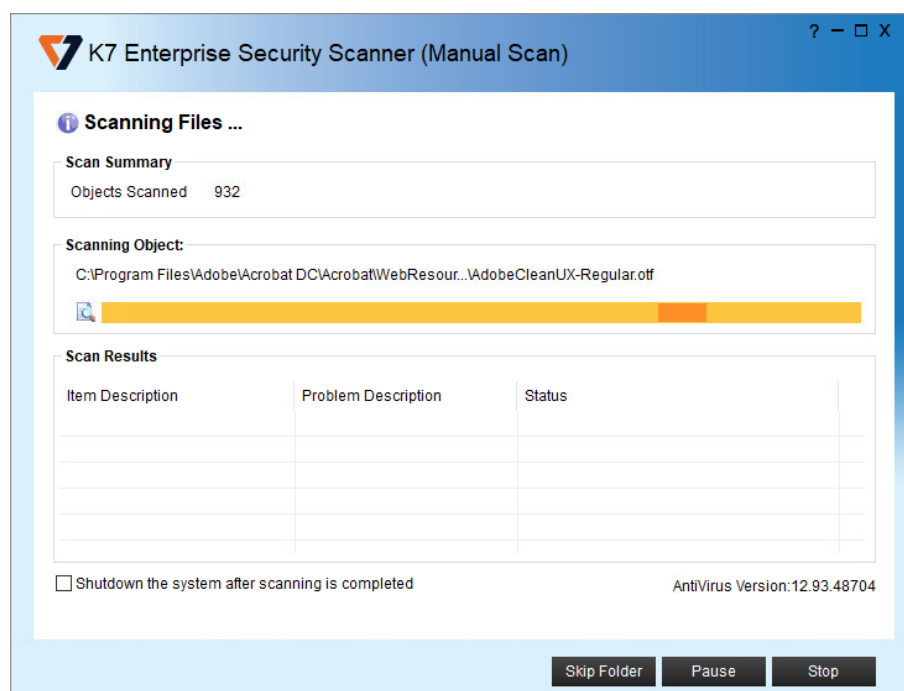 ? – □ X
K7 Enterprise Security Scanner (Manual Scan)
Scanning Files ...
Scan Summary
Objects Scanned 932
Scanning Object:
C:\Program Files\Adobe\Acrobat DC\Acrobat\WebResour...\AdobeCleanUX-Regular.otf
Scan Results
Item Description Problem Description Status
Shutdown the system after scanning is completed AntiVirus Version:12.93.48704
Skip Folder Pause Stop